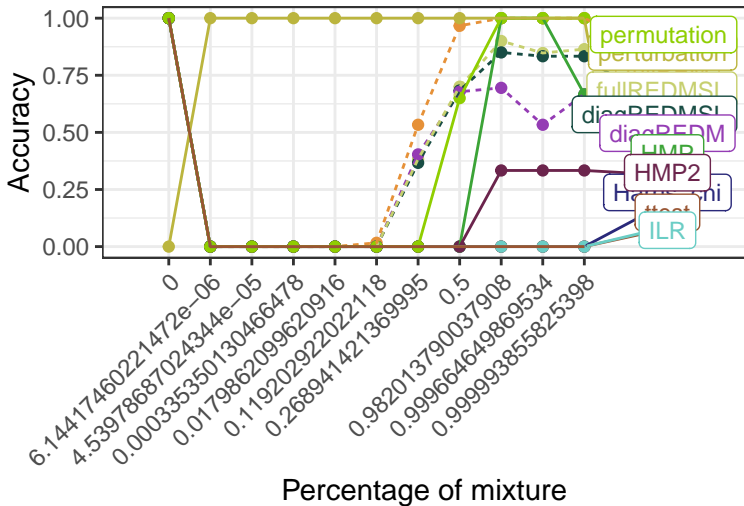 1.00
0.75
0.50
0.25
0.00
Accuracy
permutation
perturbation
fullREDMSL
diagREDMSL
diagREDM
HMP
HMP2
ttest
ILR
0
6.14417460221472e−06
4.53978687024344e−05
0.000335350130466478
0.0179862099620916
0.119202922022118
0.268941421369995
0.5
0.982013790037908
0.999664649869534
0.999993855825398
Percentage of mixture